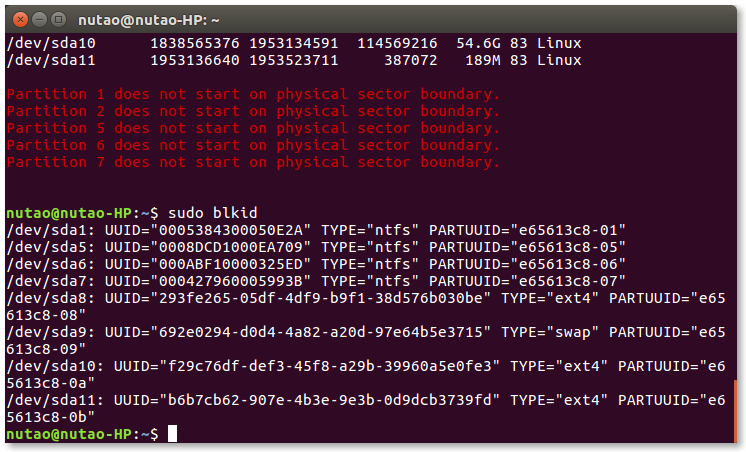 nutao@nutao-HP: ~
/dev/sda10      1838565376 1953134591  114569216  54.6G 83 Linux
/dev/sda11      1953136640 1953523711     387072   189M 83 Linux
Partition 1 does not start on physical sector boundary.
Partition 2 does not start on physical sector boundary.
Partition 5 does not start on physical sector boundary.
Partition 6 does not start on physical sector boundary.
Partition 7 does not start on physical sector boundary.
nutao@nutao-HP:~$ sudo blkid
/dev/sda1: UUID="0005384300050E2A" TYPE="ntfs" PARTUUID="e65613c8-01"
/dev/sda5: UUID="0008DCD1000EA709" TYPE="ntfs" PARTUUID="e65613c8-05"
/dev/sda6: UUID="000ABF10000325ED" TYPE="ntfs" PARTUUID="e65613c8-06"
/dev/sda7: UUID="000427960005993B" TYPE="ntfs" PARTUUID="e65613c8-07"
/dev/sda8: UUID="293fe265-05df-4df9-b9f1-38d576b030be" TYPE="ext4" PARTUUID="e65
613c8-08"
/dev/sda9: UUID="692e0294-d0d4-4a82-a20d-97e64b5e3715" TYPE="swap" PARTUUID="e65
613c8-09"
/dev/sda10: UUID="f29c76df-def3-45f8-a29b-39960a5e0fe3" TYPE="ext4" PARTUUID="e6
5613c8-0a"
/dev/sda11: UUID="b6b7cb62-907e-4b3e-9e3b-0d9dcb3739fd" TYPE="ext4" PARTUUID="e6
5613c8-0b"
nutao@nutao-HP:~$